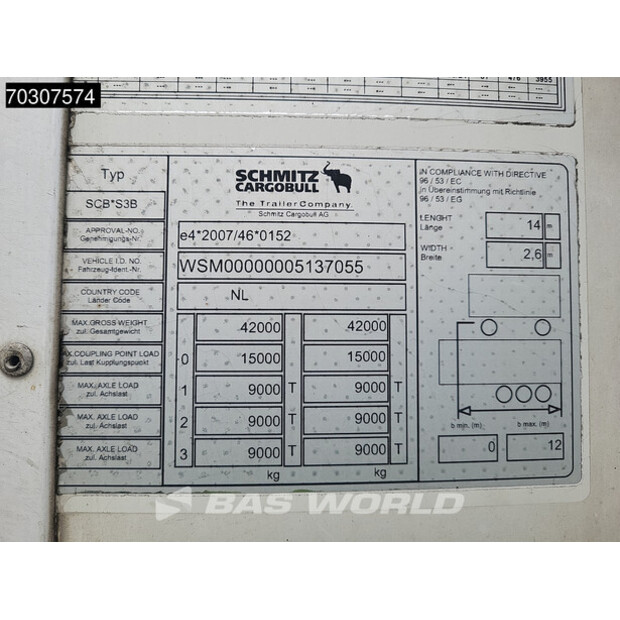 476 3955
70307574
Typ
SCB*S3B
APPROVAL-NO.
Genehmigungs-Nr.
VEHICLE I.D. NO.
Fahrzeug-Ident.-Nr.
COUNTRY CODE
Länder Code
MAX.GROSS WEIGHT
zul. Gesamtgewicht
MAX.COUPLING POINT LOAD
zul. Last Kupplungspuckt
MAX. AXLE LOAD
zul. Achslast
MAX. AXLE LOAD
zul. Achslast
MAX. AXLE LOAD
zul. Achslast
SCHMITZ
CARGOBULL
The TrailerCompany.
Schmitz Cargobull AG
e4*2007/46*0152
WSM00000005137055
NL
42000 42000
0 15000 15000
1 9000 T 9000 T
2 9000 T 9000 T
3 9000 T 9000 T
kg kg
IN COMPLIANCE WITH DIRECTIVE
96 / 53 / EC
in Übereinstimmung mit Richtlinie
96 / 53 / EG
LENGHT
Länge
14 m
WIDTH
Breite
2,6 m
b min. (m) b max. (m)
0 12
BAS WORLD